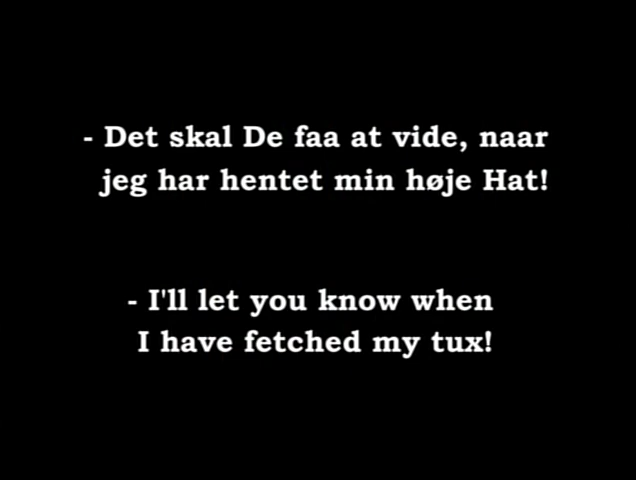 - Det skal De faa at vide, naar
jeg har hentet min høje Hat!
- I'll let you know when
I have fetched my tux!